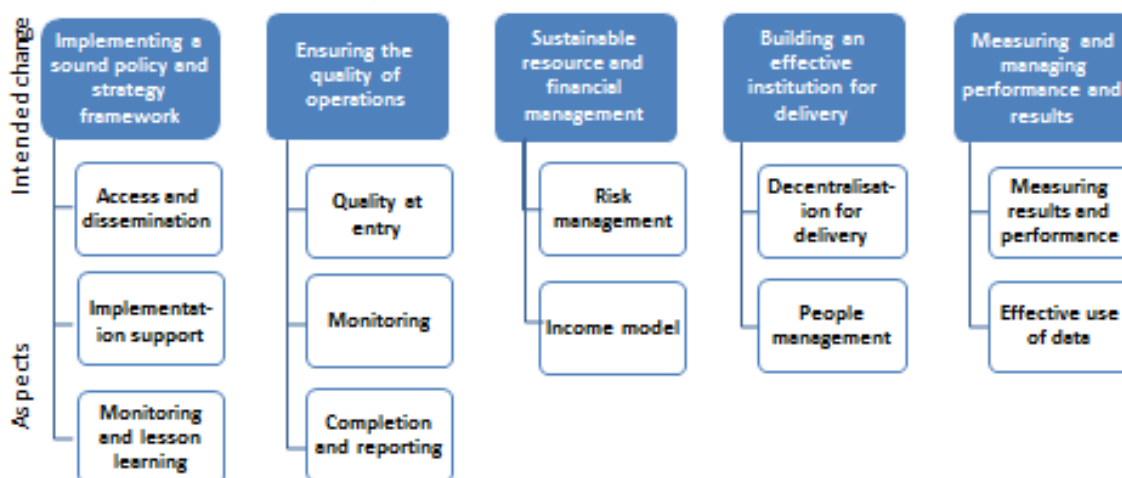 Intended change
Implementing a
sound policy and
strategy
framework
Ensuring the
quality of
operations
Sustainable
resource and
financial
management
Building an
effective
institution for
delivery
Measuring and
managing
performance and
results
Aspects
Access and
dissemination
Implementat-
ion support
Monitoring
and lesson
learning
Quality at
entry
Monitoring
Completion
and reporting
Risk
management
Income model
Decentralisat-
ion for
delivery
People
management
Measuring
results and
performance
Effective use
of data